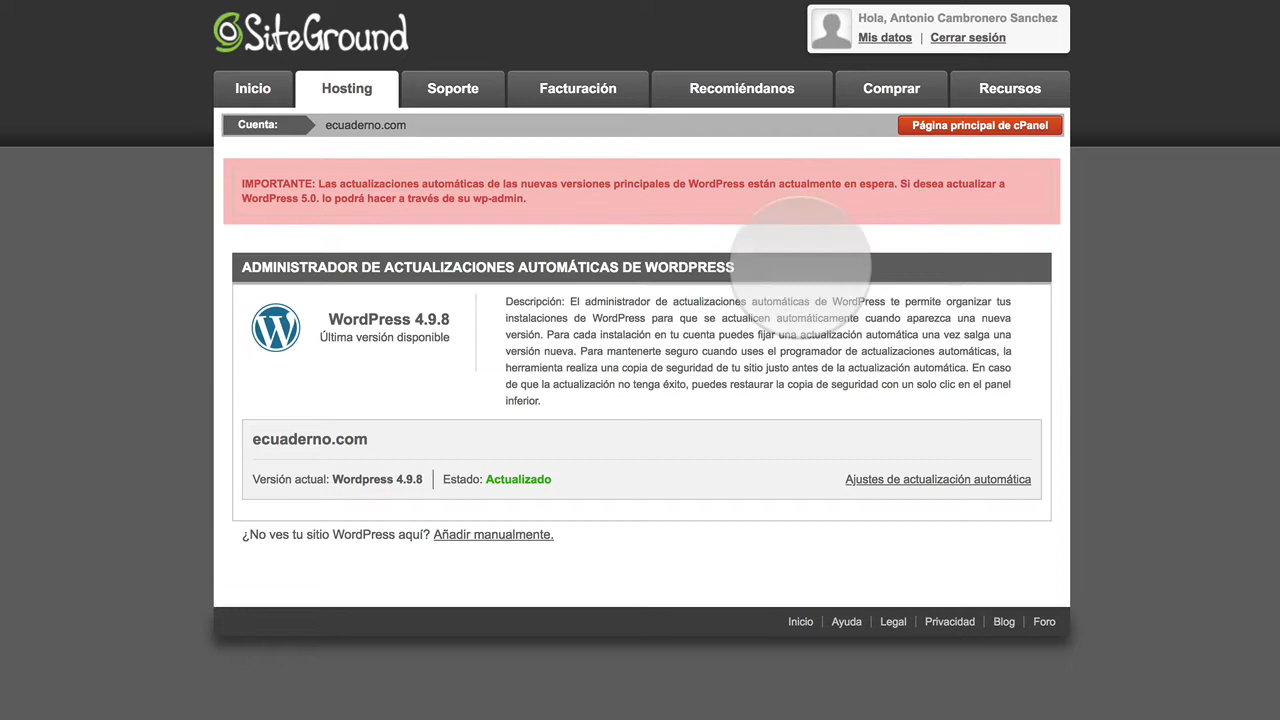 SiteGround
Hola, Antonio Cambronero Sanchez
Mis datos | Cerrar sesión
Inicio Hosting Soporte Facturación Recomiéndanos Comprar Recursos
Cuenta: ecuaderno.com Página principal de cPanel
IMPORTANTE: Las actualizaciones automáticas de las nuevas versiones principales de WordPress están actualmente en espera. Si desea actualizar a
WordPress 5.0. lo podrá hacer a través de su wp-admin.
ADMINISTRADOR DE ACTUALIZACIONES AUTOMÁTICAS DE WORDPRESS
WordPress 4.9.8
Última versión disponible
Descripción: El administrador de actualizaciones automáticas de WordPress te permite organizar tus
instalaciones de WordPress para que se actualicen automáticamente cuando aparezca una nueva
versión. Para cada instalación en tu cuenta puedes fijar una actualización automática una vez salga una
versión nueva. Para mantenerte seguro cuando uses el programador de actualizaciones automáticas, la
herramienta realiza una copia de seguridad de tu sitio justo antes de la actualización automática. En caso
de que la actualización no tenga éxito, puedes restaurar la copia de seguridad con un solo clic en el panel
inferior.
ecuaderno.com
Versión actual: Wordpress 4.9.8 | Estado: Actualizado Ajustes de actualización automática
¿No ves tu sitio WordPress aquí? Añadir manualmente.
Inicio | Ayuda | Legal | Privacidad | Blog | Foro